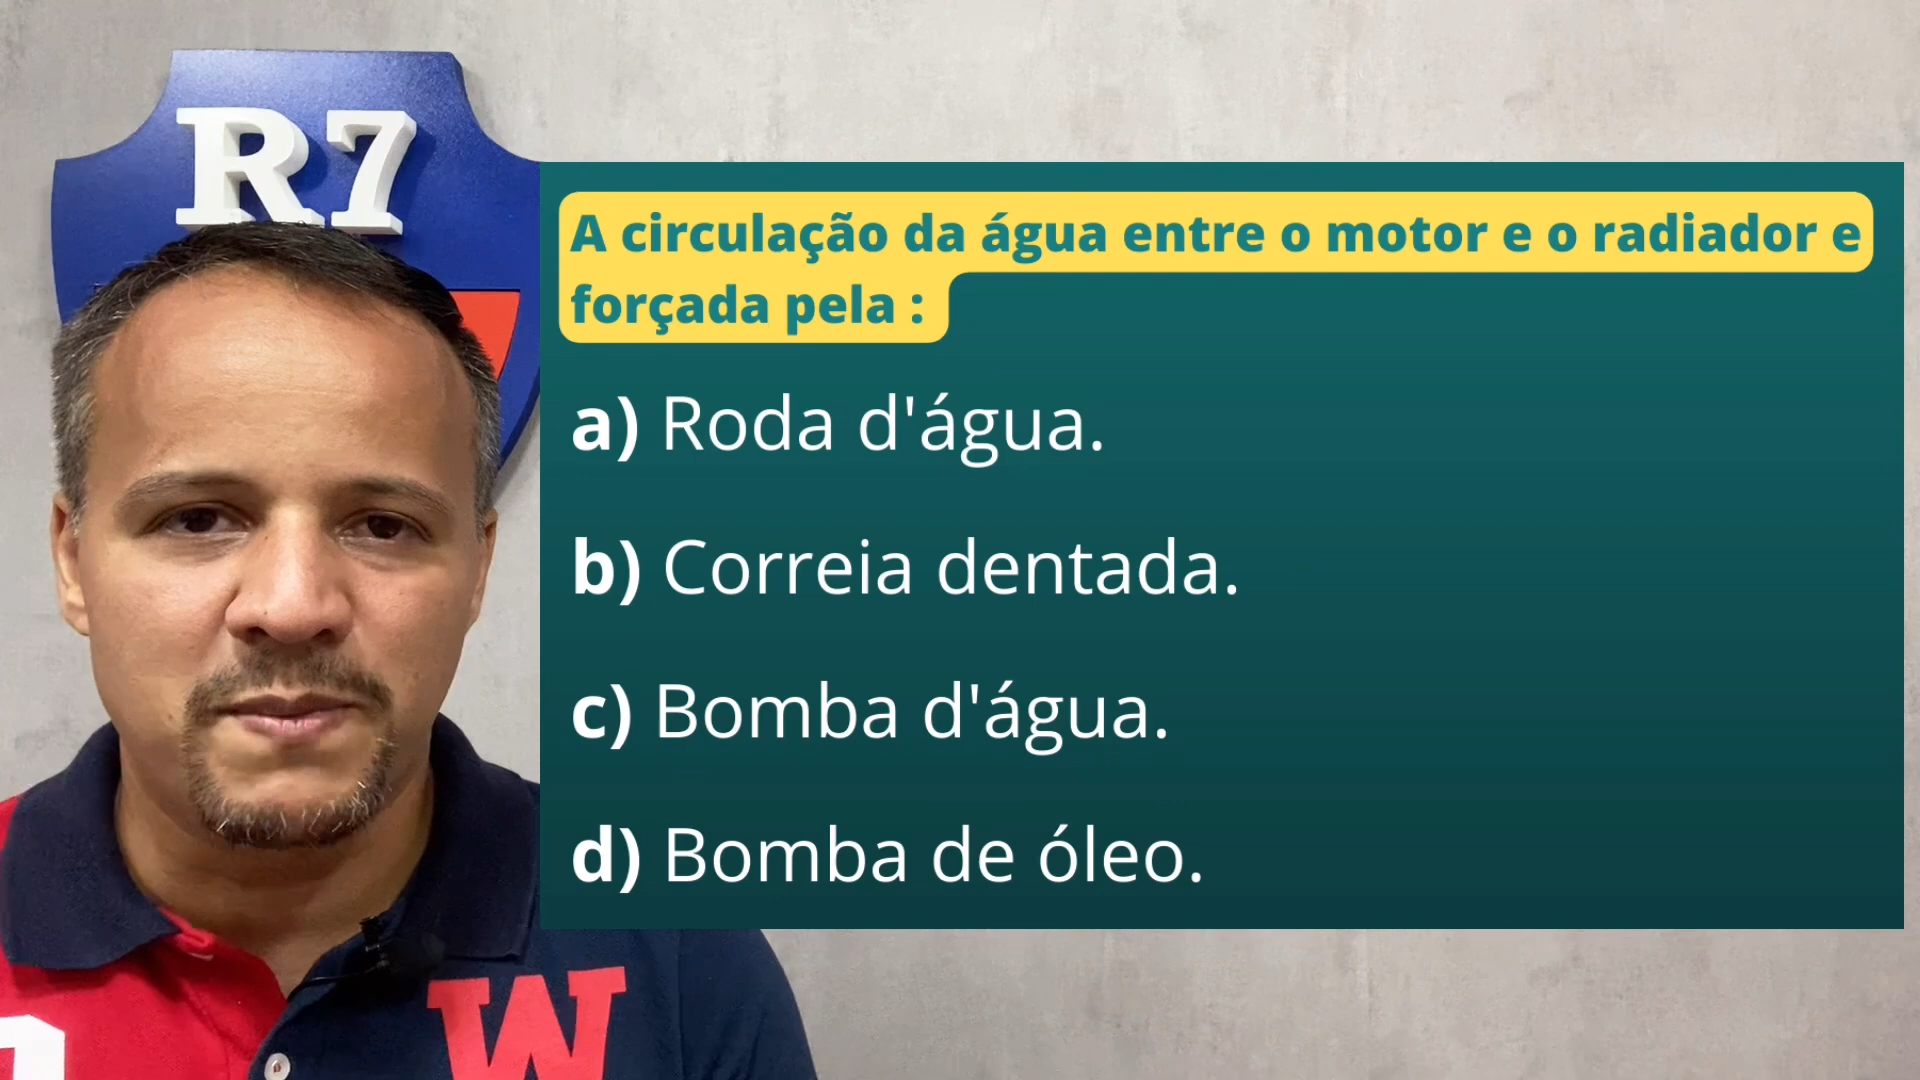 R7
A circulação da água entre o motor e o radiador e
forçada pela :
a) Roda d'água.
b) Correia dentada.
c) Bomba d'água.
d) Bomba de óleo.
W